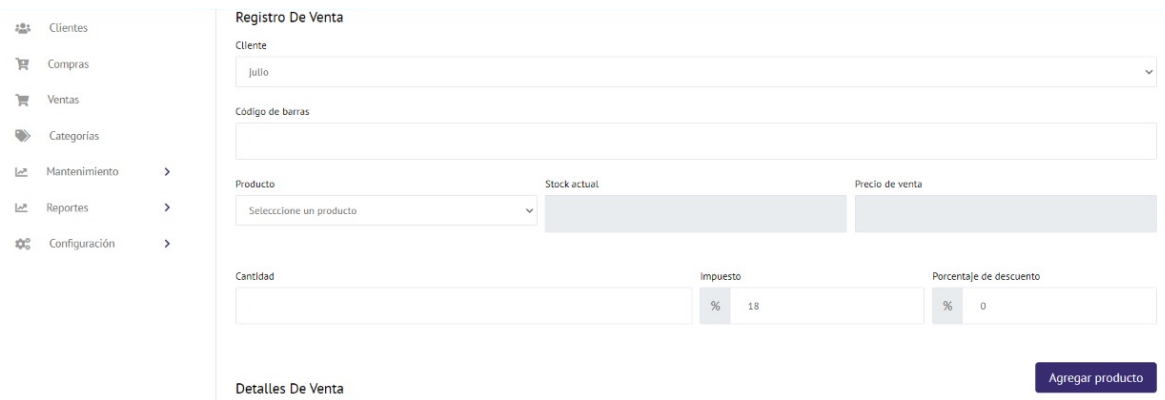 Clientes
Compras
Ventas
Categorías
Mantenimiento
Reportes
Configuración
Registro De Venta
Cliente
julio
Código de barras
Producto
Stock actual
Precio de venta
Selecccione un producto
Cantidad
Impuesto
Porcentaje de descuento
% 18
% 0
Agregar producto
Detalles De Venta